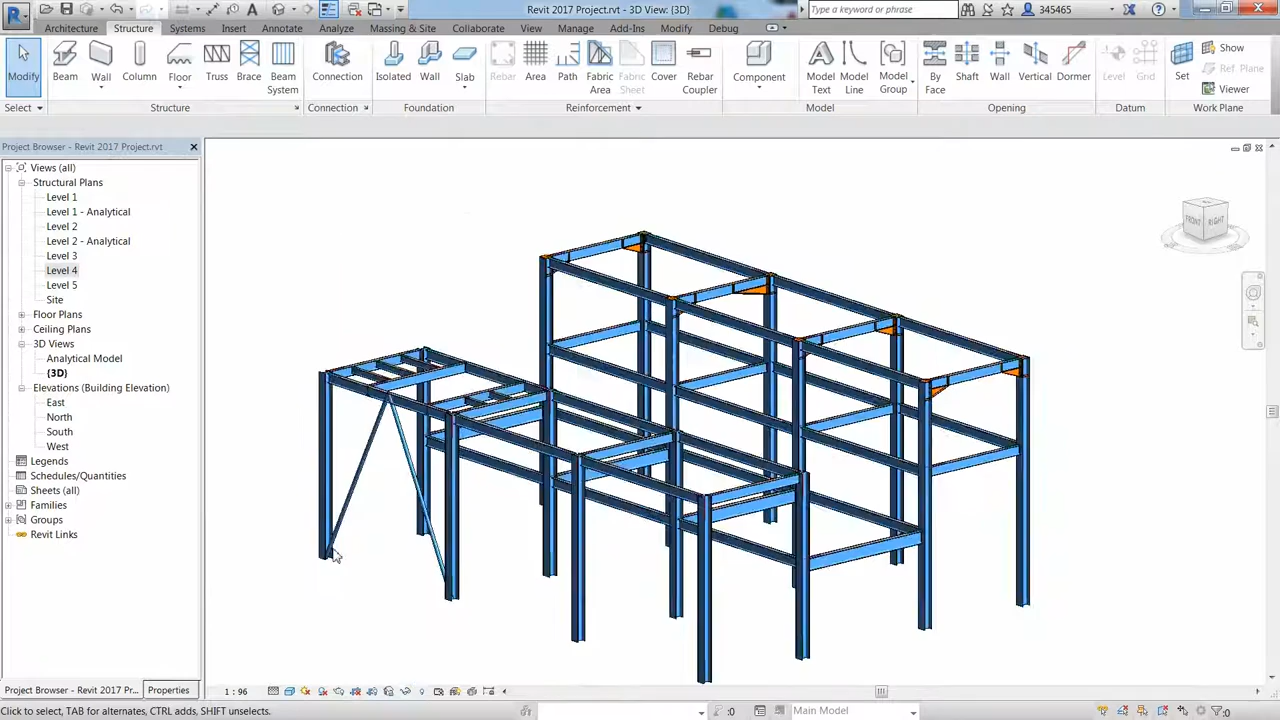 Revit 2017 Project.rvt - 3D View: {3D}
Type a keyword or phrase
345465
Architecture Structure Systems Insert Annotate Analyze Massing & Site Collaborate View Manage Add-Ins Modify Debug
Modify
Beam
Wall
Column
Floor
Truss
Brace
Beam System
Connection
Isolated
Wall
Slab
Rebar
Area
Path
Fabric Area
Fabric Sheet
Cover
Rebar Coupler
Component
Model Text
Model Line
Model Group
By Face
Shaft
Wall
Vertical
Dormer
Level
Grid
Set
Show
Ref Plane
Viewer
Select
Structure
Connection
Foundation
Reinforcement
Model
Opening
Datum
Work Plane
Project Browser - Revit 2017 Project.rvt
Views (all)
Structural Plans
Level 1
Level 1 - Analytical
Level 2
Level 2 - Analytical
Level 3
Level 4
Level 5
Site
Floor Plans
Ceiling Plans
3D Views
Analytical Model
{3D}
Elevations (Building Elevation)
East
North
South
West
Legends
Schedules/Quantities
Sheets (all)
Families
Groups
Revit Links
FRONT
RIGHT
Project Browser - Revit 2017 Pr...
Properties
1 : 96
Click to select, TAB for alternates, CTRL adds, SHIFT unselects.
:0
Main Model
:0